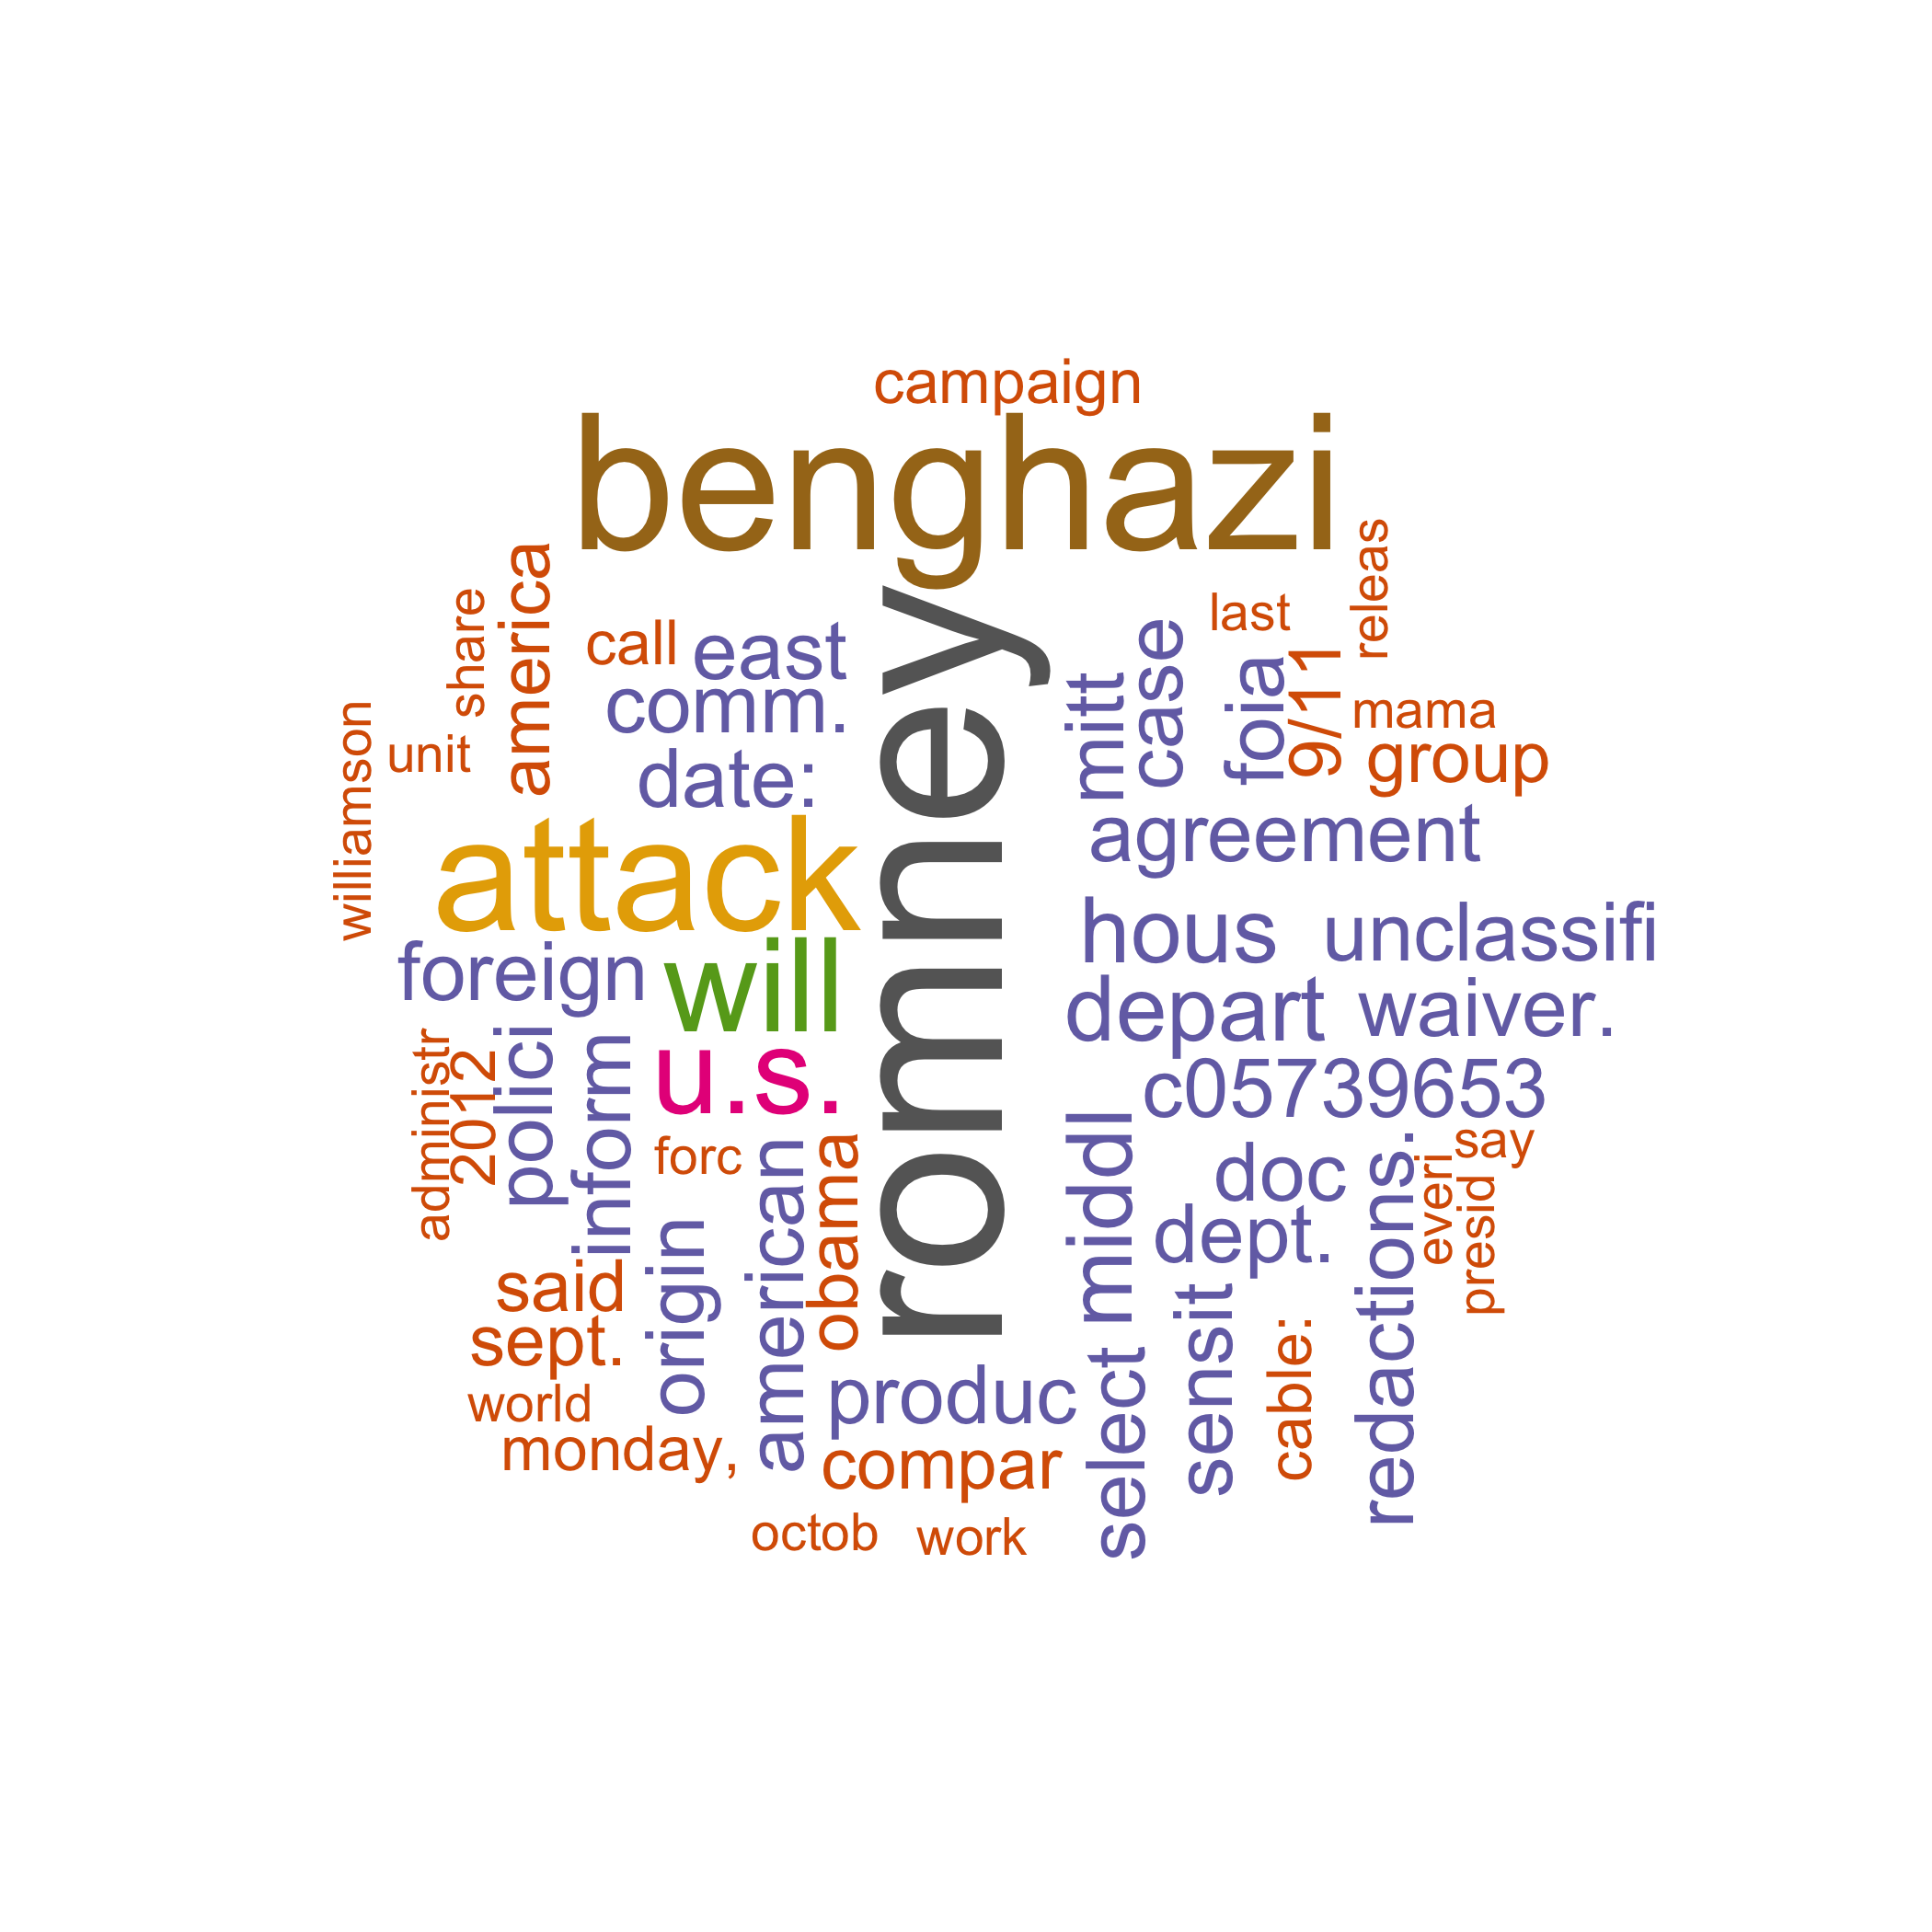 campaign
benghazi
romney
america
share
call
east
comm.
date:
unit
williamson
attack
foreign
will
u.s.
mitt
case
last
releas
foia
9/11
mama
group
agreement
hous
unclassifi
depart
waiver.
c05739653
administr
2012
polici
inform
forc
origin
american
obama
middl
doc
dept.
redactions.
say
everi
presid
said
sept.
world
monday,
produc
compar
select
sensit
cable:
octob
work